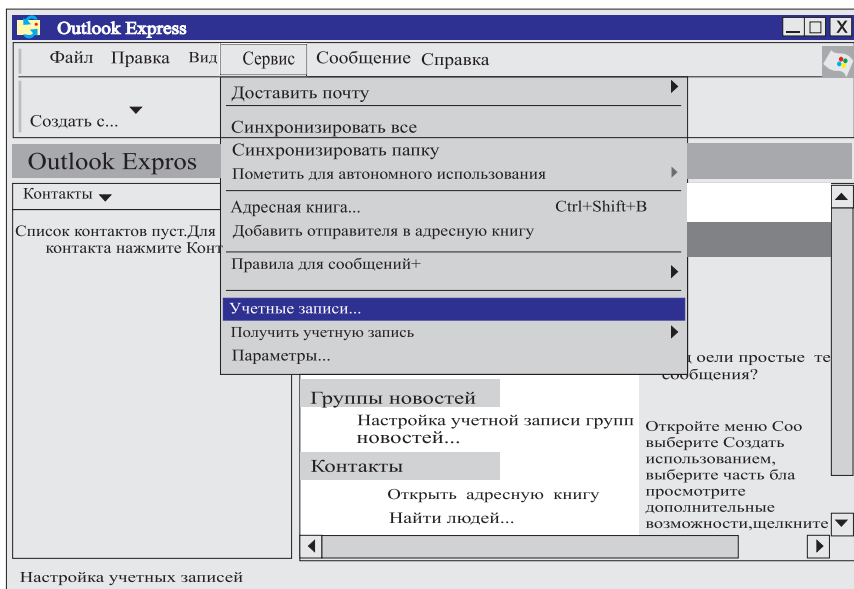 Outlook Express
Файл Правка Вид Сервис Сообщение Справка
Создать с...
Доставить почту
Синхронизировать все
Синхронизировать папку
Пометить для автономного использования
Адресная книга... Ctrl+Shift+B
Добавить отправителя в адресную книгу
Правила для сообщений+
Учетные записи...
Получить учетную запись
Параметры...
Outlook Expros
Контакты
Список контактов пуст.Для
контакта нажмите Конт
оели простые те
сообщения?
Группы новостей
Настройка учетной записи групп
новостей...
Контакты
Открыть адресную книгу
Найти людей...
Откройте меню Соо
выберите Создать
использованием,
выберите часть бла
просмотрите
дополнительные
возможности,щелкните
Настройка учетных записей